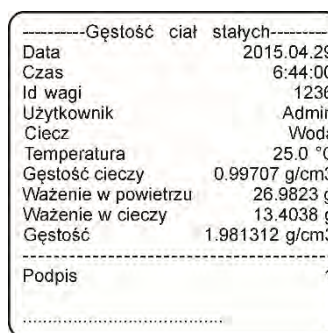 ----------Gęstość ciał stałych---------
Data 2015.04.29
Czas 6:44:00
Id wagi 1236
Użytkownik Admin
Ciecz Woda
Temperatura 25.0 °C
Gęstość cieczy 0.99707 g/cm3
Ważenie w powietrzu 26.9823 g
Ważenie w cieczy 13.4038 g
Gęstość 1.981312 g/cm3
----------------------------------------
Podpis
........................................